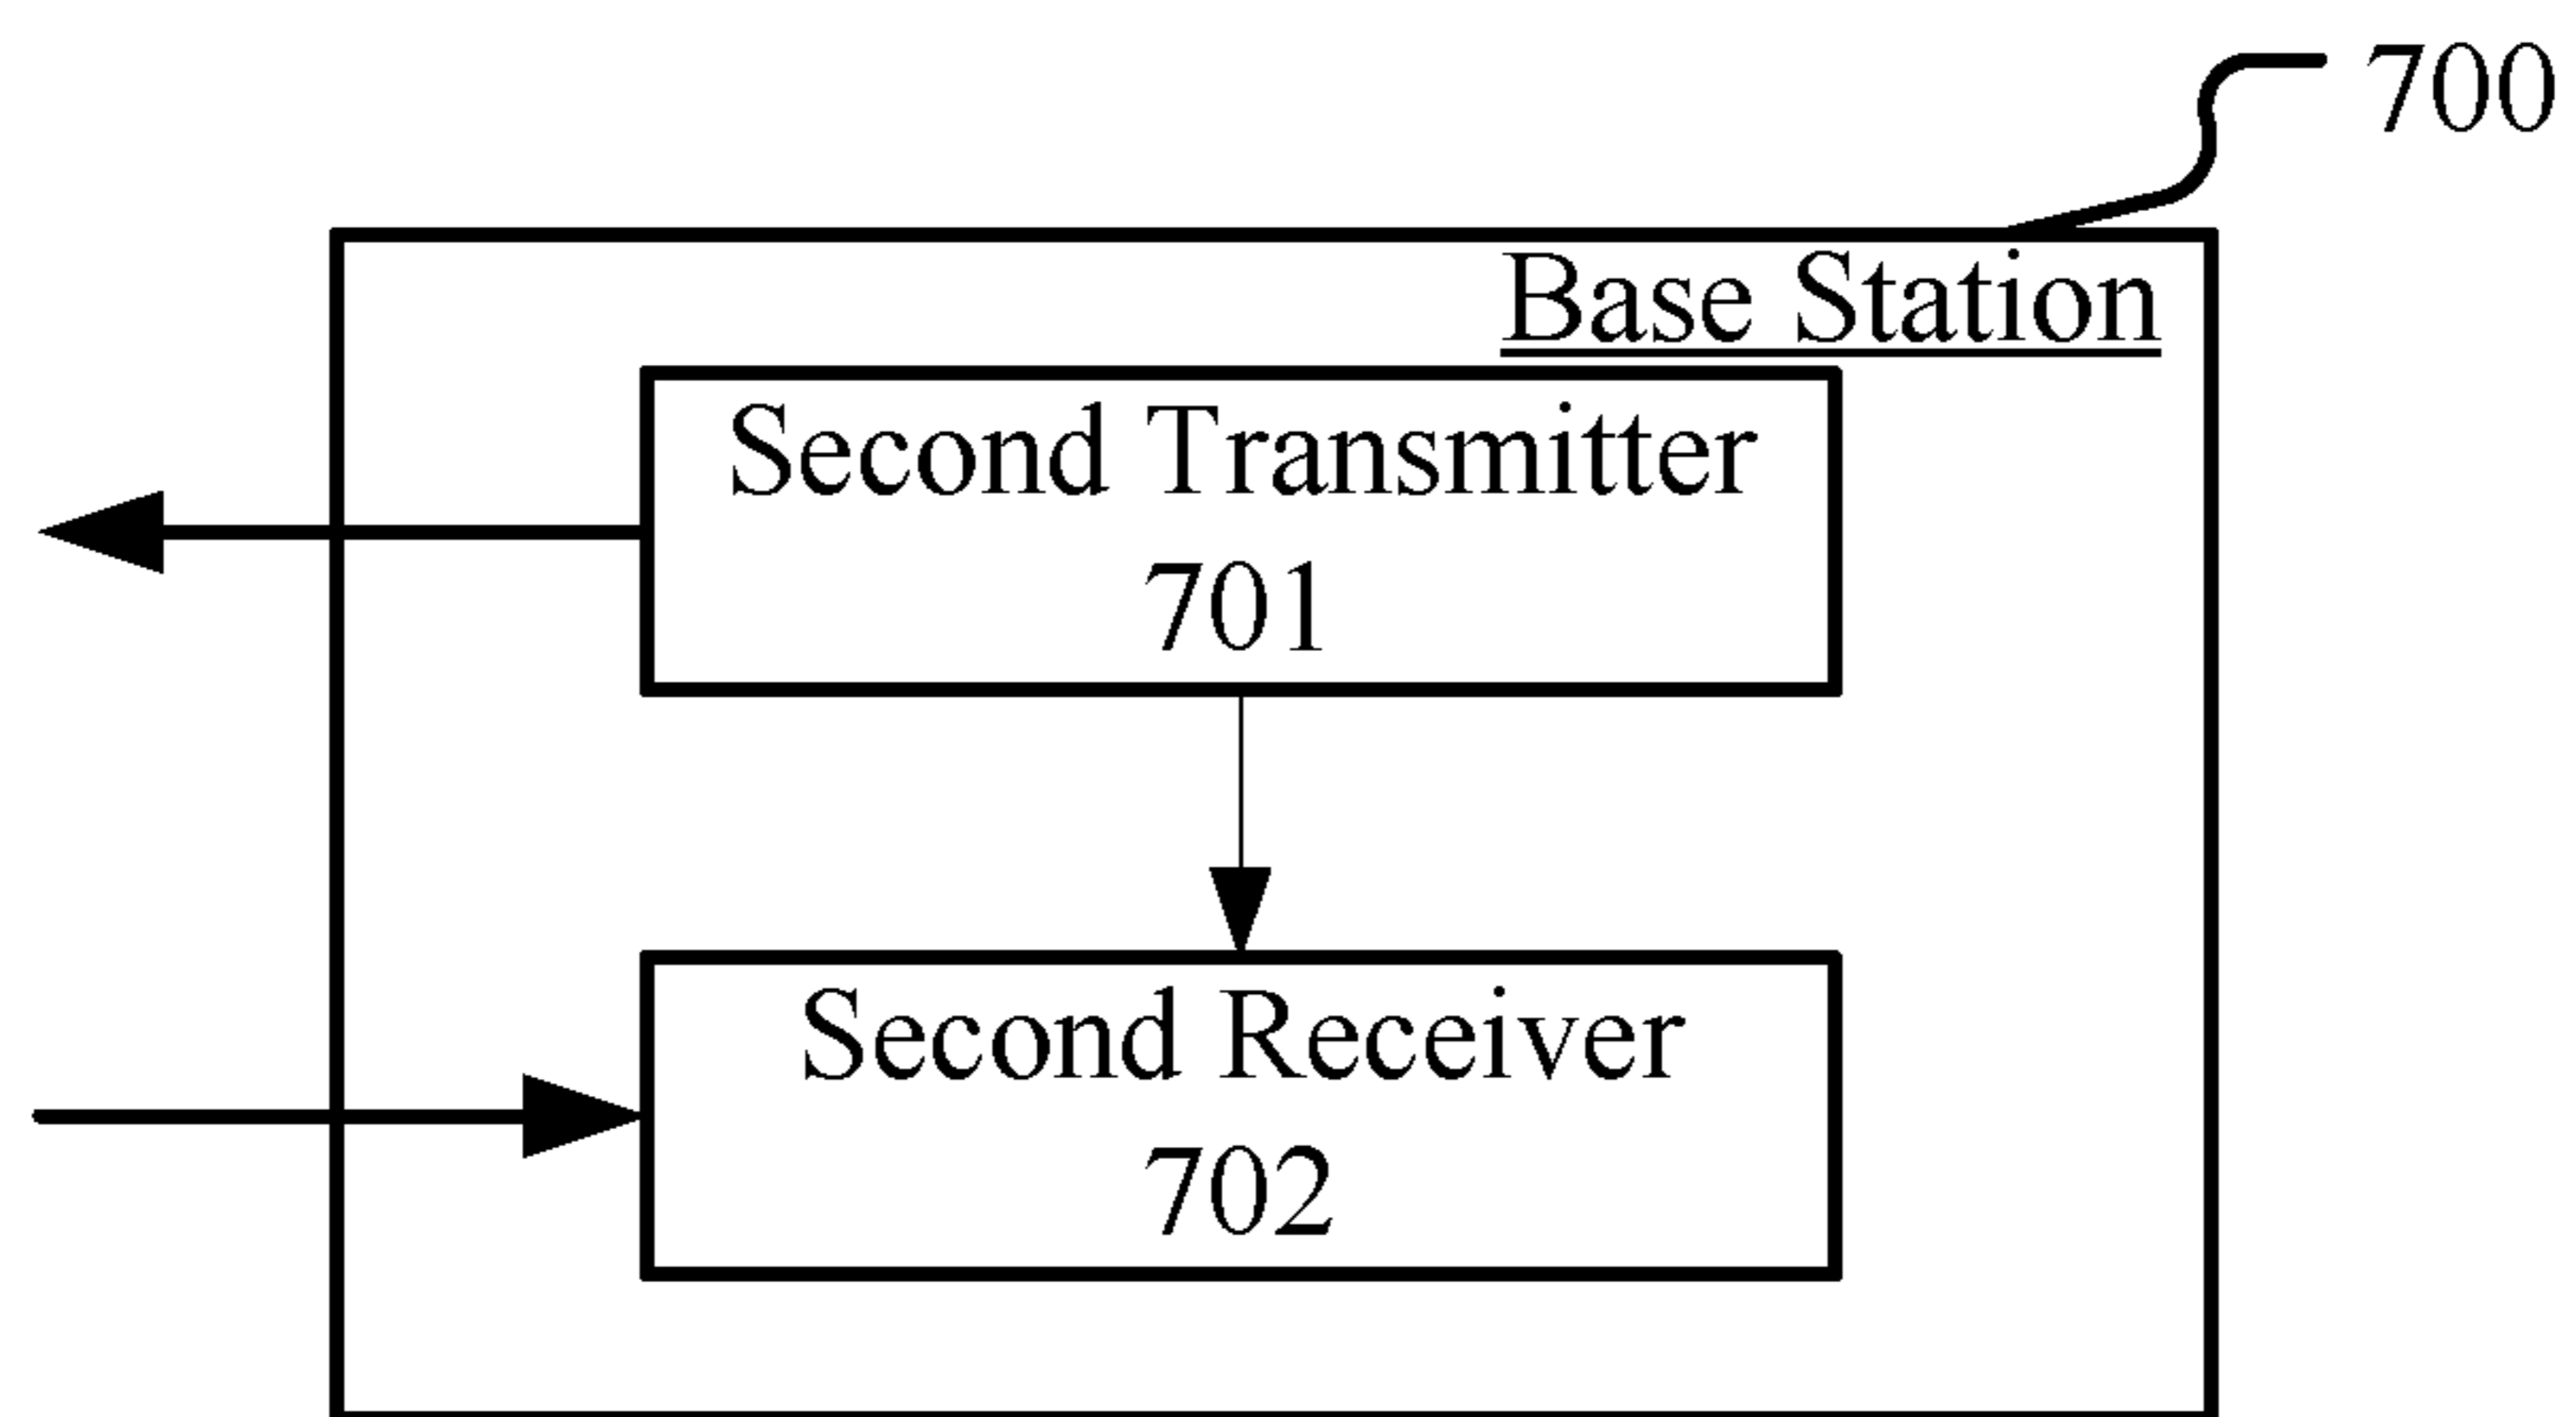 700
Base Station
Second Transmitter
701
Second Receiver
702